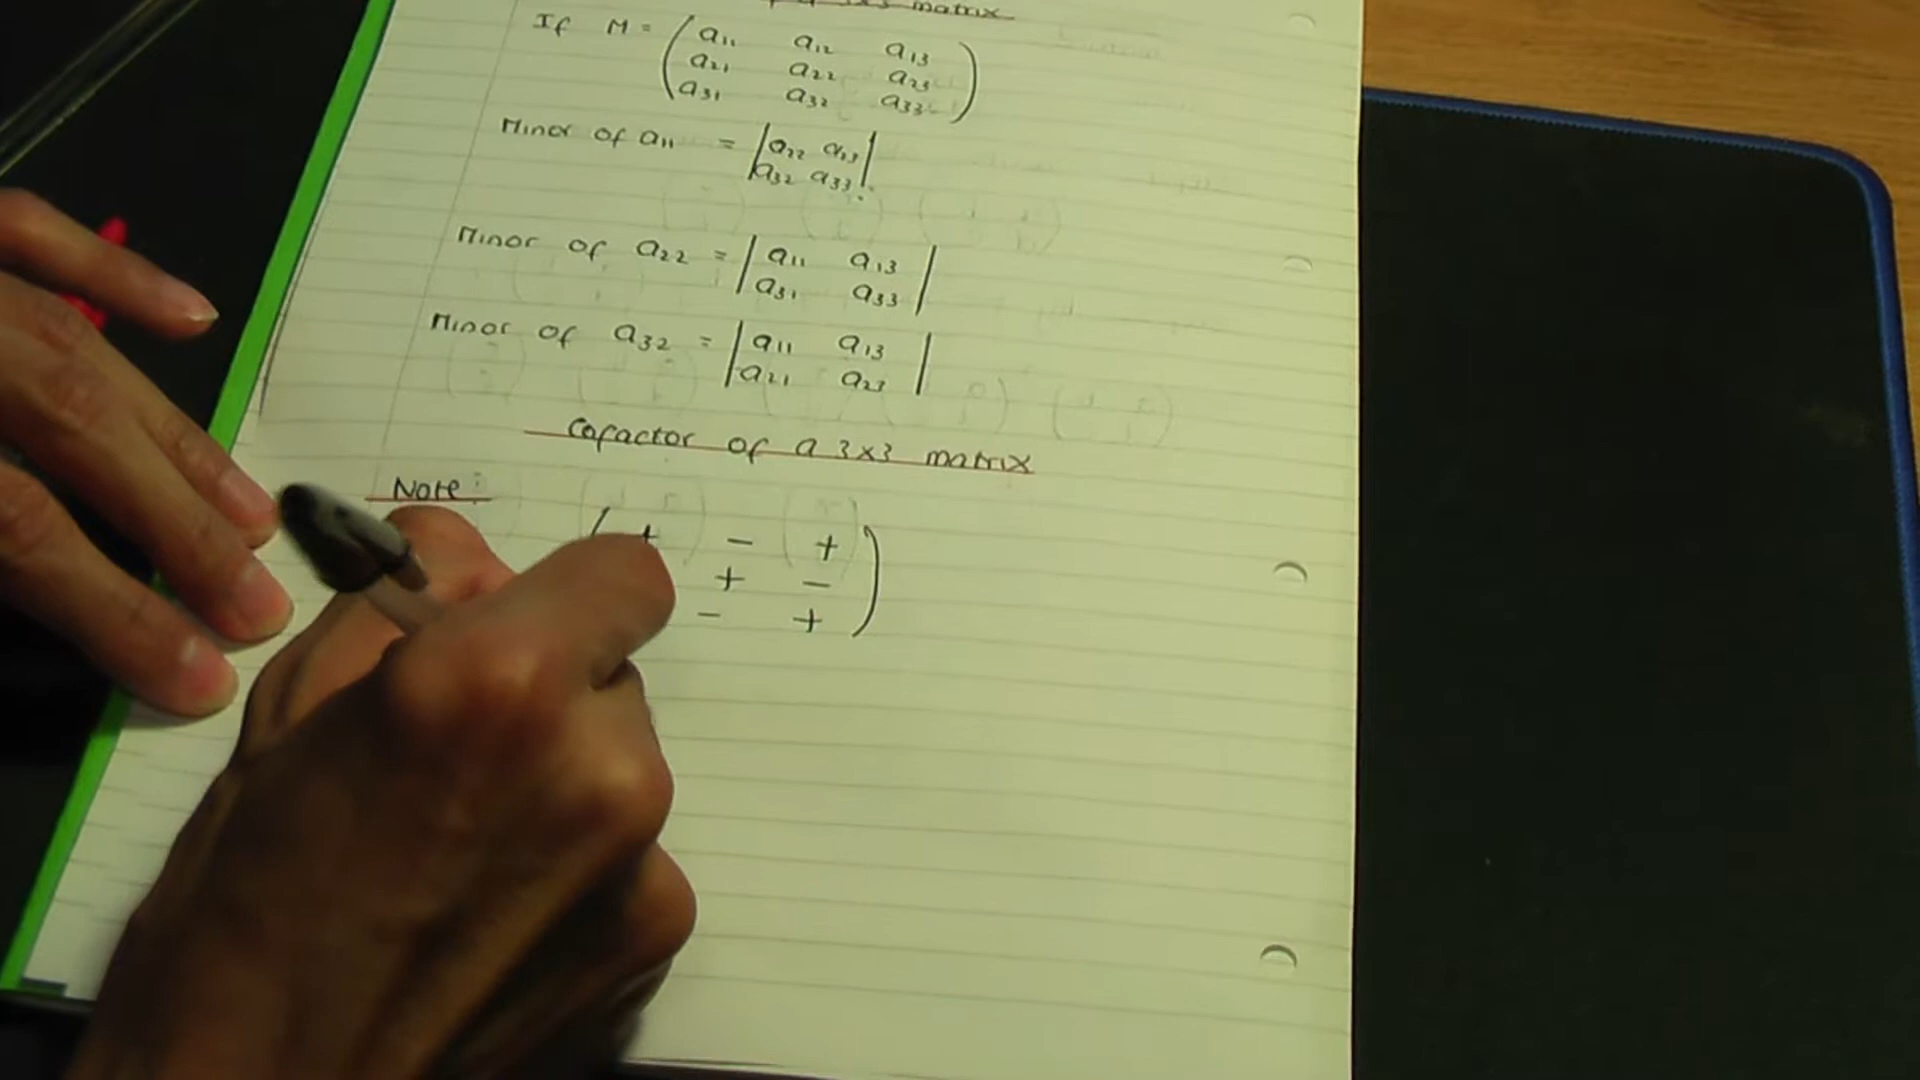 a 3x3 matrix
If M = ( a11 a12 a13
a21 a22 a23
a31 a32 a33 )
Minor of a11 = | a22 a23 |
| a32 a33 |.
Minor of a22 = | a11 a13 |
| a31 a33 |
Minor of a32 = | a11 a13 |
| a21 a23 |
Cofactor of a 3x3 matrix
Note:
( + - + )
+ -
- +